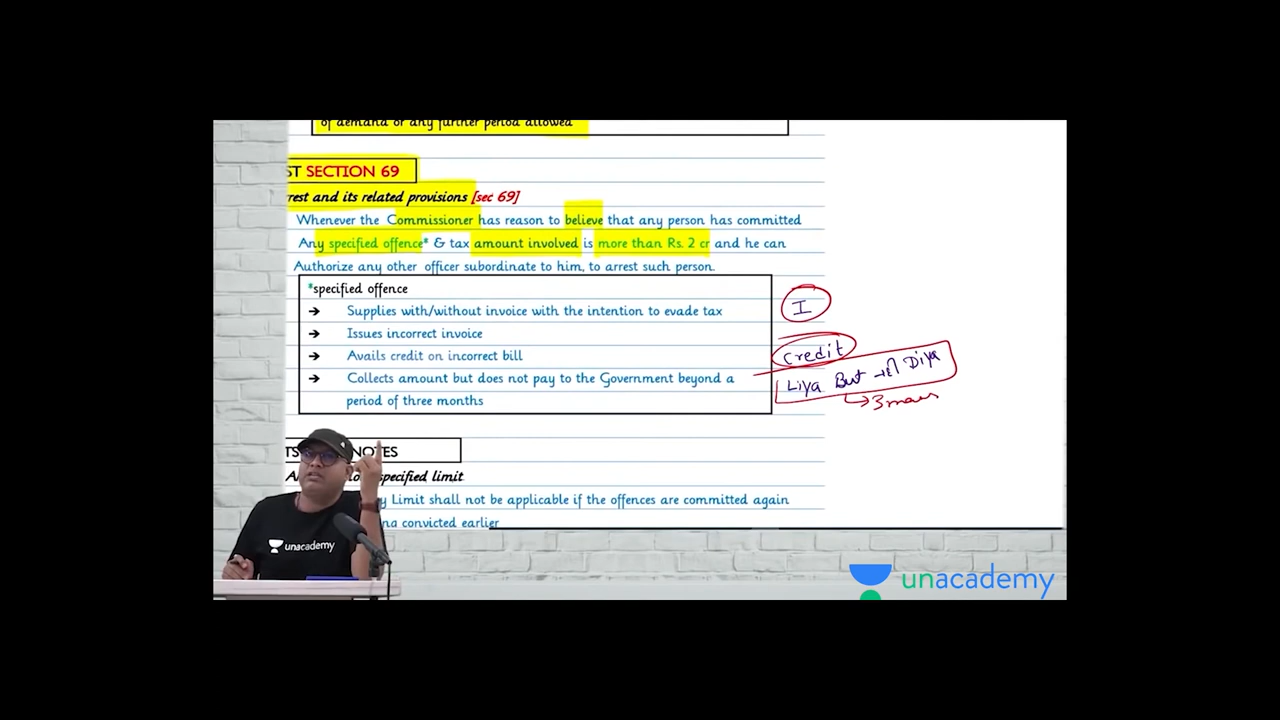 of demand or any further period allowed
ST SECTION 69
rest and its related provisions [sec 69]
Whenever the Commissioner has reason to believe that any person has committed
Any specified offence* & tax amount involved is more than Rs. 2 cr and he can
Authorize any other officer subordinate to him, to arrest such person.
*specified offence
→ Supplies with/without invoice with the intention to evade tax
→ Issues incorrect invoice
→ Avails credit on incorrect bill
→ Collects amount but does not pay to the Government beyond a
period of three months
I
Credit
Liya But नही Diya
NOTES
specified limit
y Limit shall not be applicable if the offences are committed again
convicted earlier
unacademy
unacademy